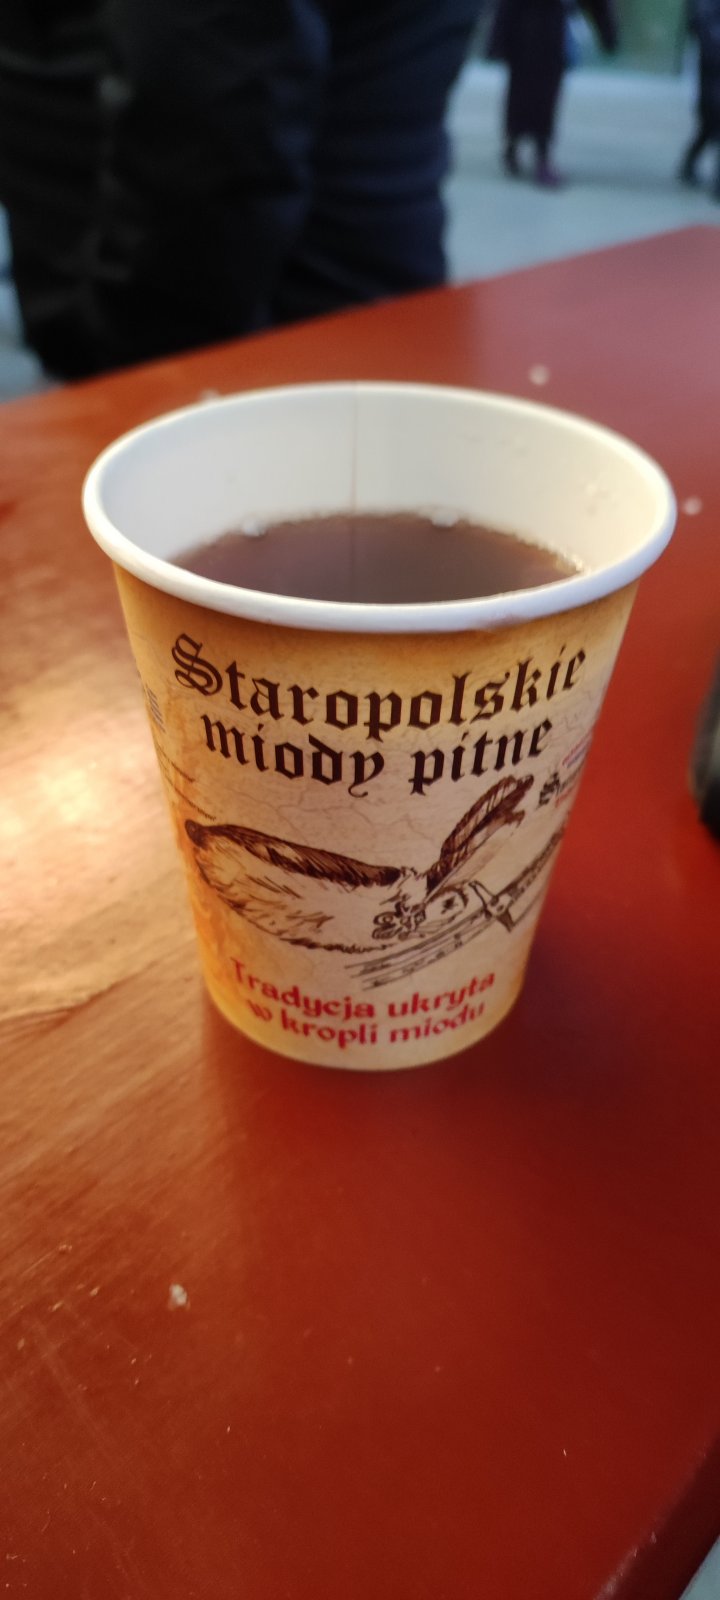 Staropolskie
miody pitne
Tradycja ukryta
w kropli miodu